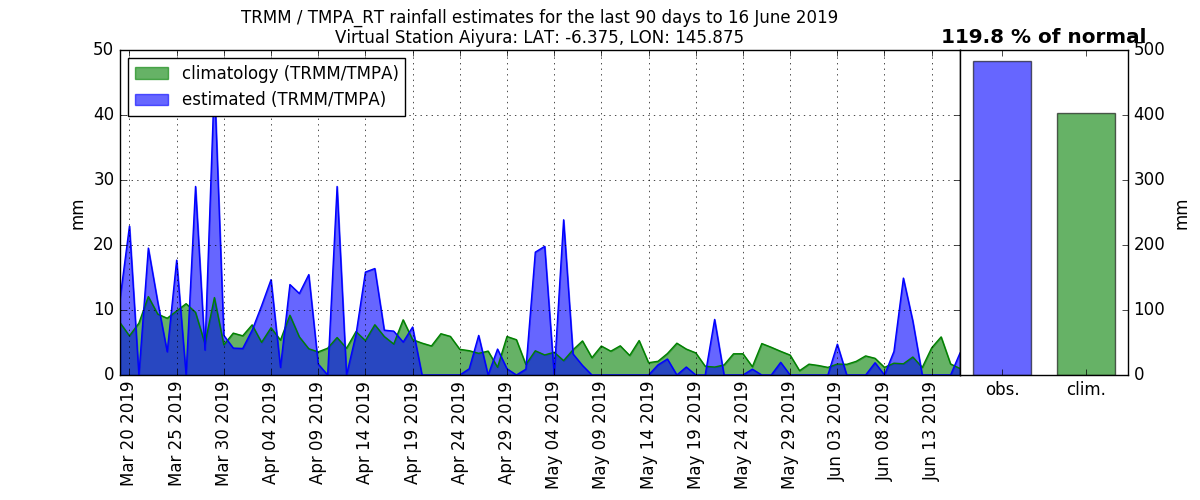 TRMM / TMPA_RT rainfall estimates for the last 90 days to 16 June 2019
Virtual Station Aiyura: LAT: -6.375, LON: 145.875
119.8 % of normal
climatology (TRMM/TMPA)
estimated (TRMM/TMPA)
mm
50
40
30
20
10
0
Mar 20 2019
Mar 25 2019
Mar 30 2019
Apr 04 2019
Apr 09 2019
Apr 14 2019
Apr 19 2019
Apr 24 2019
Apr 29 2019
May 04 2019
May 09 2019
May 14 2019
May 19 2019
May 24 2019
May 29 2019
Jun 03 2019
Jun 08 2019
Jun 13 2019
obs.
clim.
500
400
300
200
100
0
mm